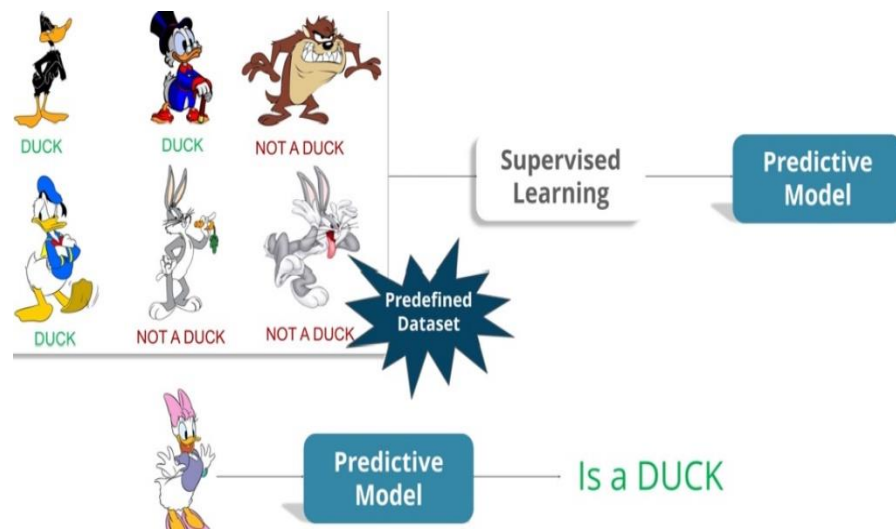 DUCK
DUCK
NOT A DUCK
Supervised
Learning
Predictive
Model
DUCK
NOT A DUCK
NOT A DUCK
Predefined
Dataset
Predictive
Model
Is a DUCK